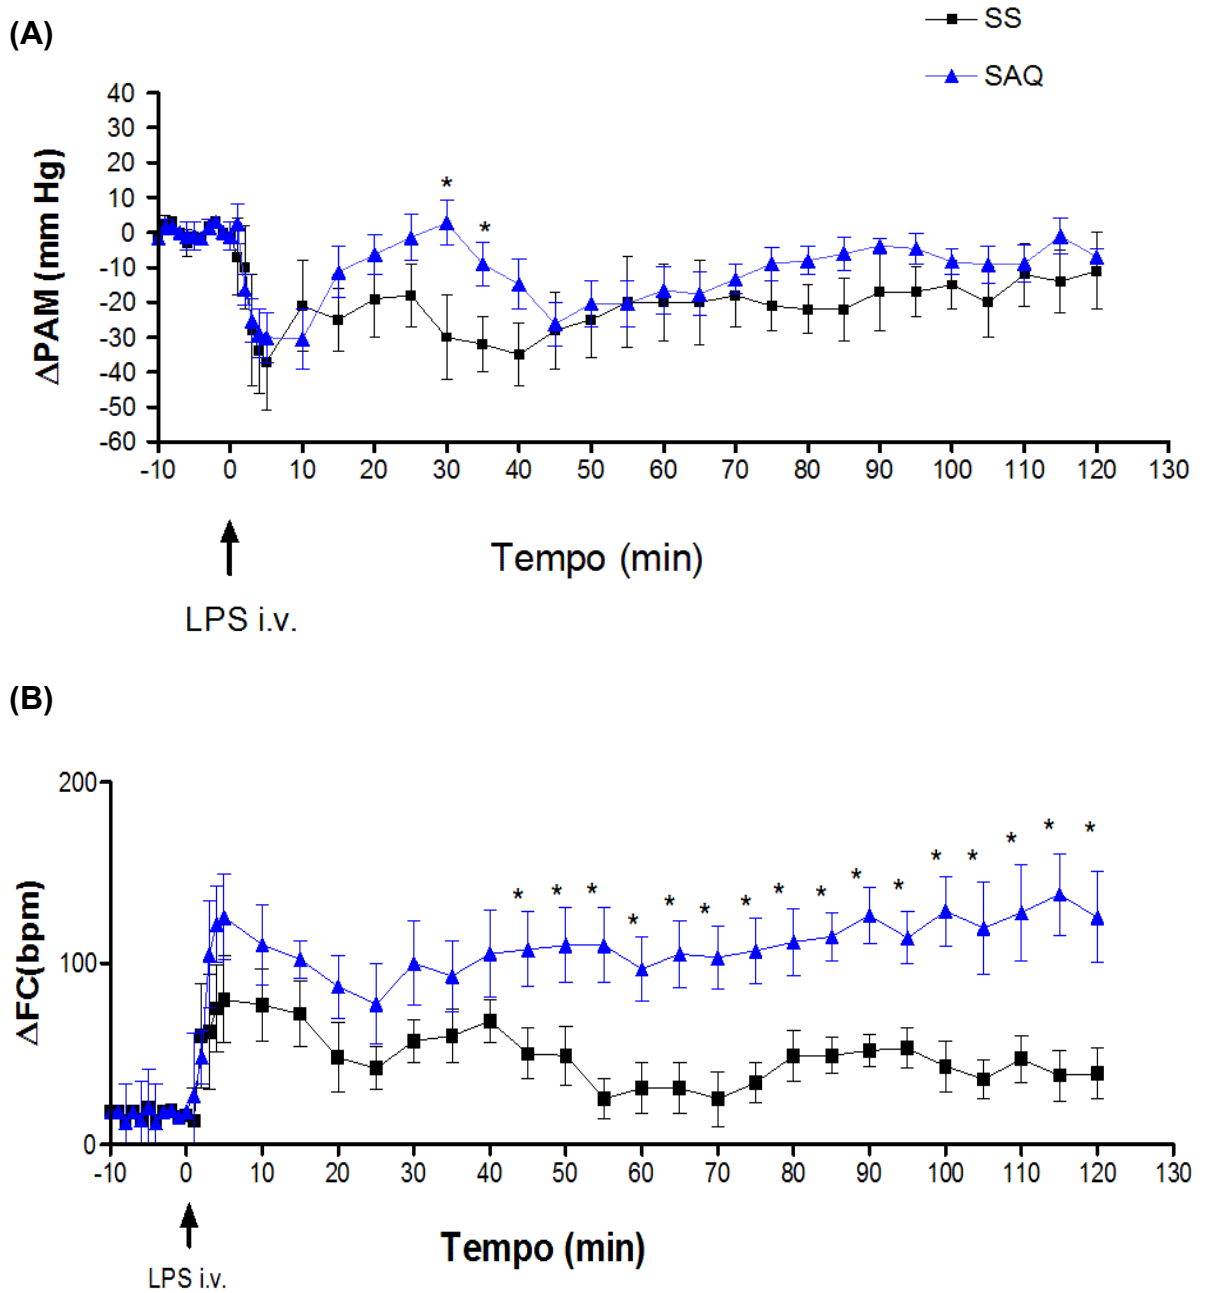 (A)
SS
SAQ
40
30
20
10
0
-10
-20
-30
-40
-50
-60
ΔPAM (mm Hg)
*
*
-10 0 10 20 30 40 50 60 70 80 90 100 110 120 130
Tempo (min)
LPS i.v.
(B)
200
100
0
ΔFC(bpm)
* * * * * * * * * * * * * * * *
-10 0 10 20 30 40 50 60 70 80 90 100 110 120 130
Tempo (min)
LPS i.v.